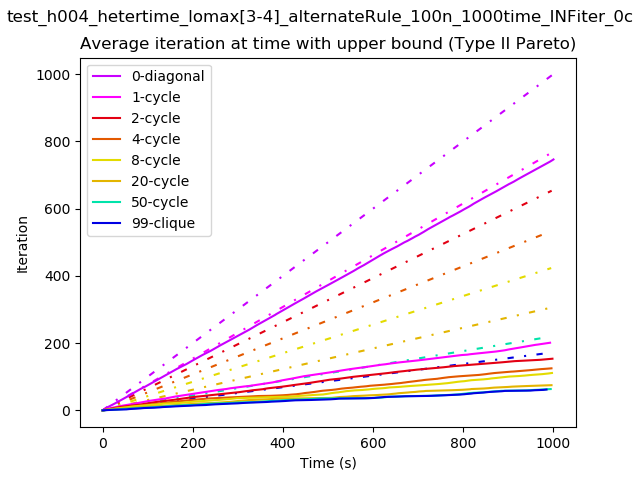 test_h004_hetertime_lomax[3-4]_alternateRule_100n_1000time_INFiter_0c
Average iteration at time with upper bound (Type II Pareto)
1000
800
600
400
200
0
Iteration
0-diagonal
1-cycle
2-cycle
4-cycle
8-cycle
20-cycle
50-cycle
99-clique
0 200 400 600 800 1000
Time (s)